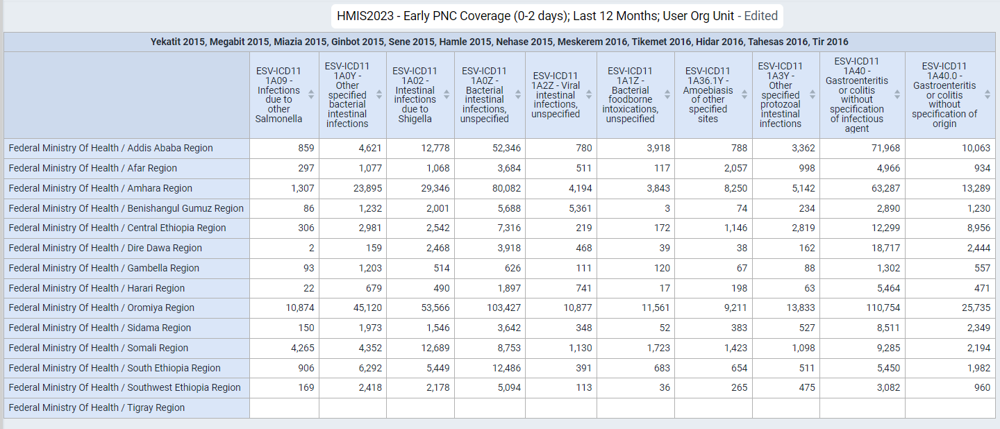 HMIS2023 - Early PNC Coverage (0-2 days); Last 12 Months; User Org Unit - Edited
Yekatit 2015, Megabit 2015, Miazia 2015, Ginbot 2015, Sene 2015, Hamle 2015, Nehase 2015, Meskerem 2016, Tikemet 2016, Hidar 2016, Tahesas 2016, Tir 2016
ESV-ICD11
1A09 -
Infections
due to
other
Salmonella
ESV-ICD11
1A0Y -
Other
specified
bacterial
intestinal
infections
ESV-ICD11
1A02 -
Intestinal
infections
due to
Shigella
ESV-ICD11
1A0Z -
Bacterial
intestinal
infections,
unspecified
ESV-ICD11
1A2Z - Viral
intestinal
infections,
unspecified
ESV-ICD11
1A1Z -
Bacterial
foodborne
intoxications,
unspecified
ESV-ICD11
1A36.1Y -
Amoebiasis
of other
specified
sites
ESV-ICD11
1A3Y -
Other
specified
protozoal
intestinal
infections
ESV-ICD11
1A40 -
Gastroenteritis
or colitis
without
specification
of infectious
agent
ESV-ICD11
1A40.0 -
Gastroenteritis
or colitis
without
specification of
origin
Federal Ministry Of Health / Addis Ababa Region 859 4,621 12,778 52,346 780 3,918 788 3,362 71,968 10,063
Federal Ministry Of Health / Afar Region 297 1,077 1,068 3,684 511 117 2,057 998 4,966 934
Federal Ministry Of Health / Amhara Region 1,307 23,895 29,346 80,082 4,194 3,843 8,250 5,142 63,287 13,289
Federal Ministry Of Health / Benishangul Gumuz Region 86 1,232 2,001 5,688 5,361 3 74 234 2,890 1,230
Federal Ministry Of Health / Central Ethiopia Region 306 2,981 2,542 7,316 219 172 1,146 2,819 12,299 8,956
Federal Ministry Of Health / Dire Dawa Region 2 159 2,468 3,918 468 39 38 162 18,717 2,444
Federal Ministry Of Health / Gambella Region 93 1,203 514 626 111 120 67 88 1,302 557
Federal Ministry Of Health / Harari Region 22 679 490 1,897 741 17 198 63 5,464 471
Federal Ministry Of Health / Oromiya Region 10,874 45,120 53,566 103,427 10,877 11,561 9,211 13,833 110,754 25,735
Federal Ministry Of Health / Sidama Region 150 1,973 1,546 3,642 348 52 383 527 8,511 2,349
Federal Ministry Of Health / Somali Region 4,265 4,352 12,689 8,753 1,130 1,723 1,423 1,098 9,285 2,194
Federal Ministry Of Health / South Ethiopia Region 906 6,292 5,449 12,486 391 683 654 511 5,450 1,982
Federal Ministry Of Health / Southwest Ethiopia Region 169 2,418 2,178 5,094 113 36 265 475 3,082 960
Federal Ministry Of Health / Tigray Region